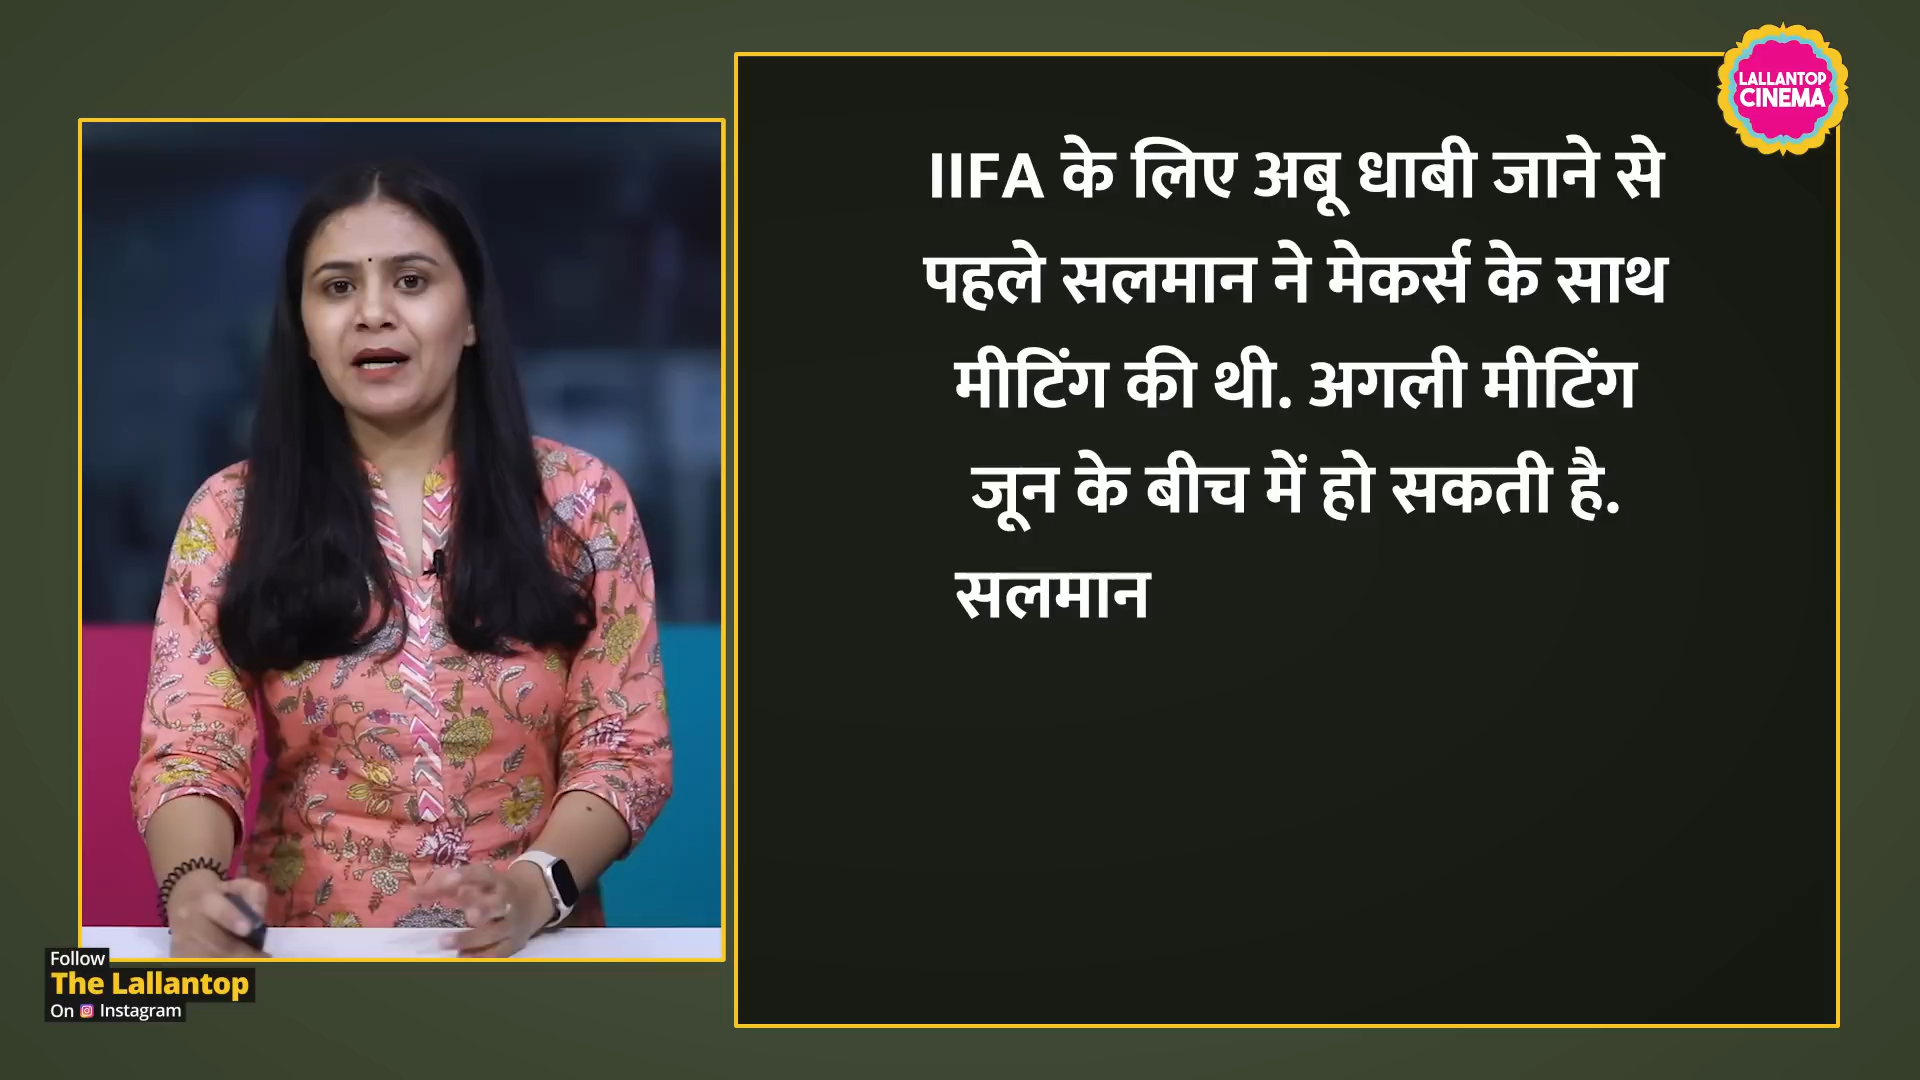 LALLANTOP
CINEMA
IIFA के लिए अबू धाबी जाने से
पहले सलमान ने मेकर्स के साथ
मीटिंग की थी. अगली मीटिंग
जून के बीच में हो सकती है.
सलमान
Follow
The Lallantop
On Instagram